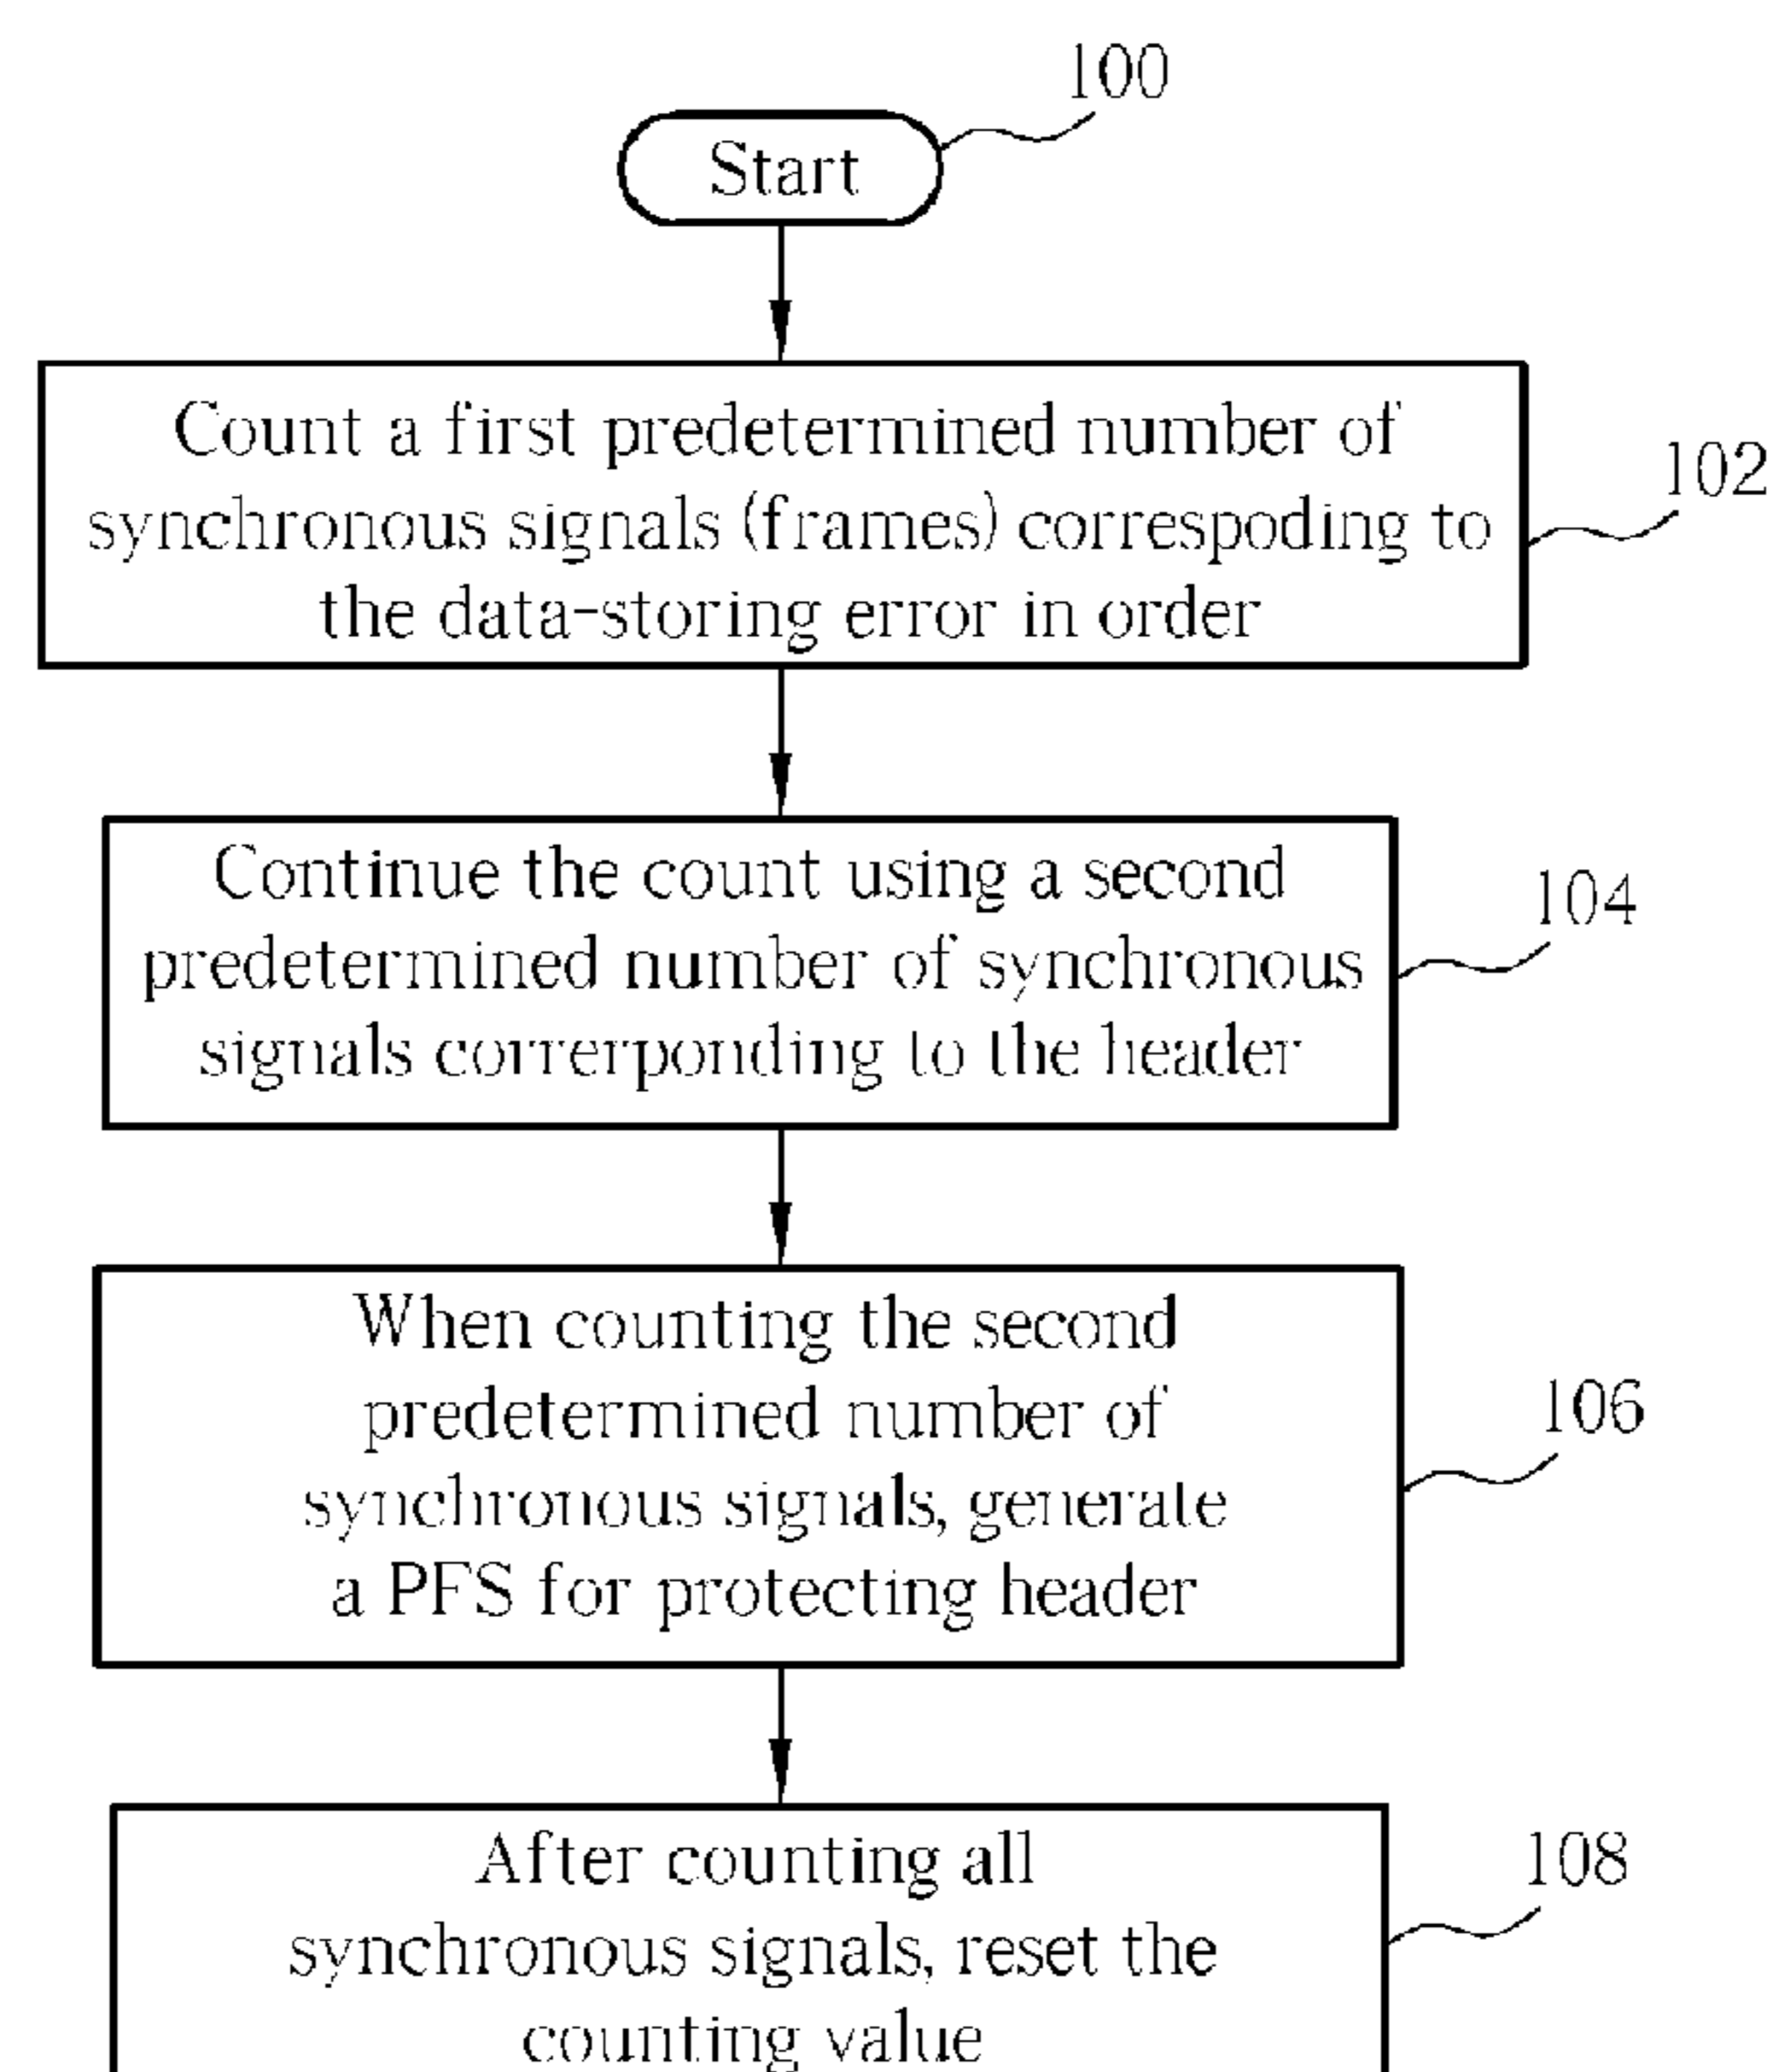 100
Start
Count a first predetermined number of
synchronous signals (frames) correspoding to
the data-storing error in order
102
Continue the count using a second
predetermined number of synchronous
signals correrponding to the header
104
When counting the second
predetermined number of
synchronous signals, generate
a PFS for protecting header
106
After counting all
synchronous signals, reset the
counting value
108